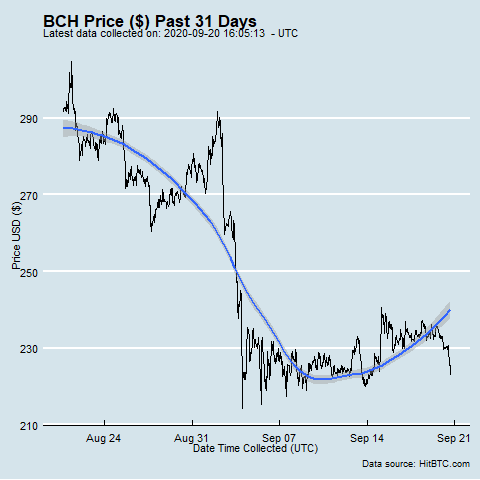 BCH Price ($) Past 31 Days
Latest data collected on: 2020-09-20 16:05:13 - UTC
Price USD ($)
290
270
250
230
210
Aug 24 Aug 31 Sep 07 Sep 14 Sep 21
Date Time Collected (UTC)
Data source: HitBTC.com